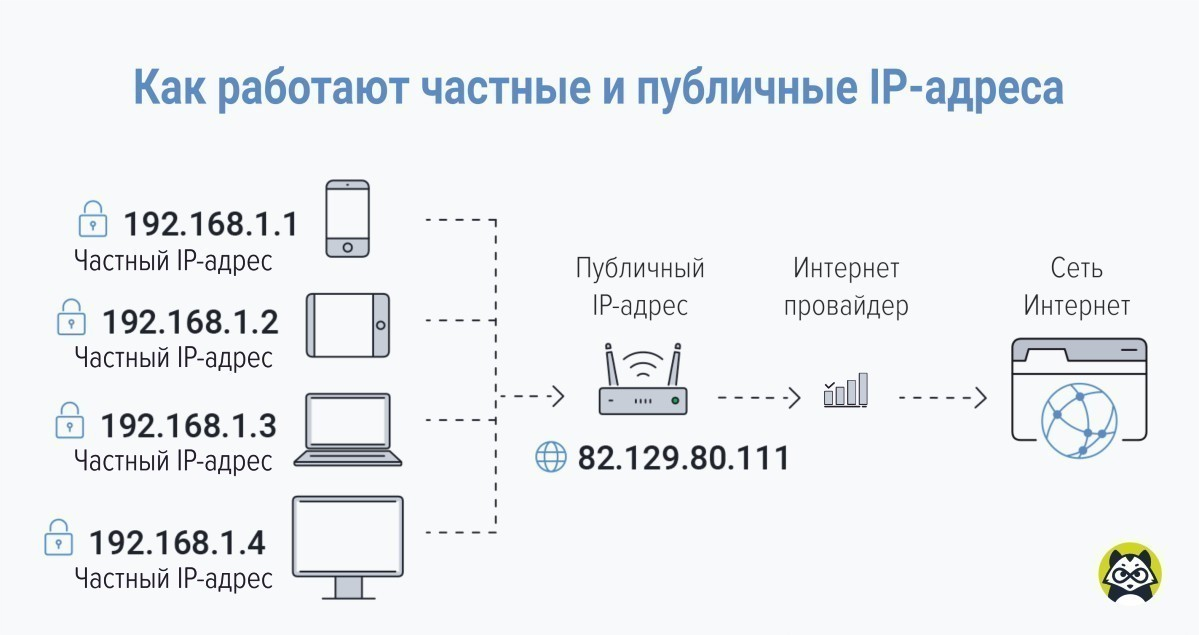 Как работают частные и публичные IP-адреса
192.168.1.1
Частный IP-адрес
192.168.1.2
Частный IP-адрес
192.168.1.3
Частный IP-адрес
192.168.1.4
Частный IP-адрес
Публичный
IP-адрес
82.129.80.111
Интернет
провайдер
Сеть
Интернет